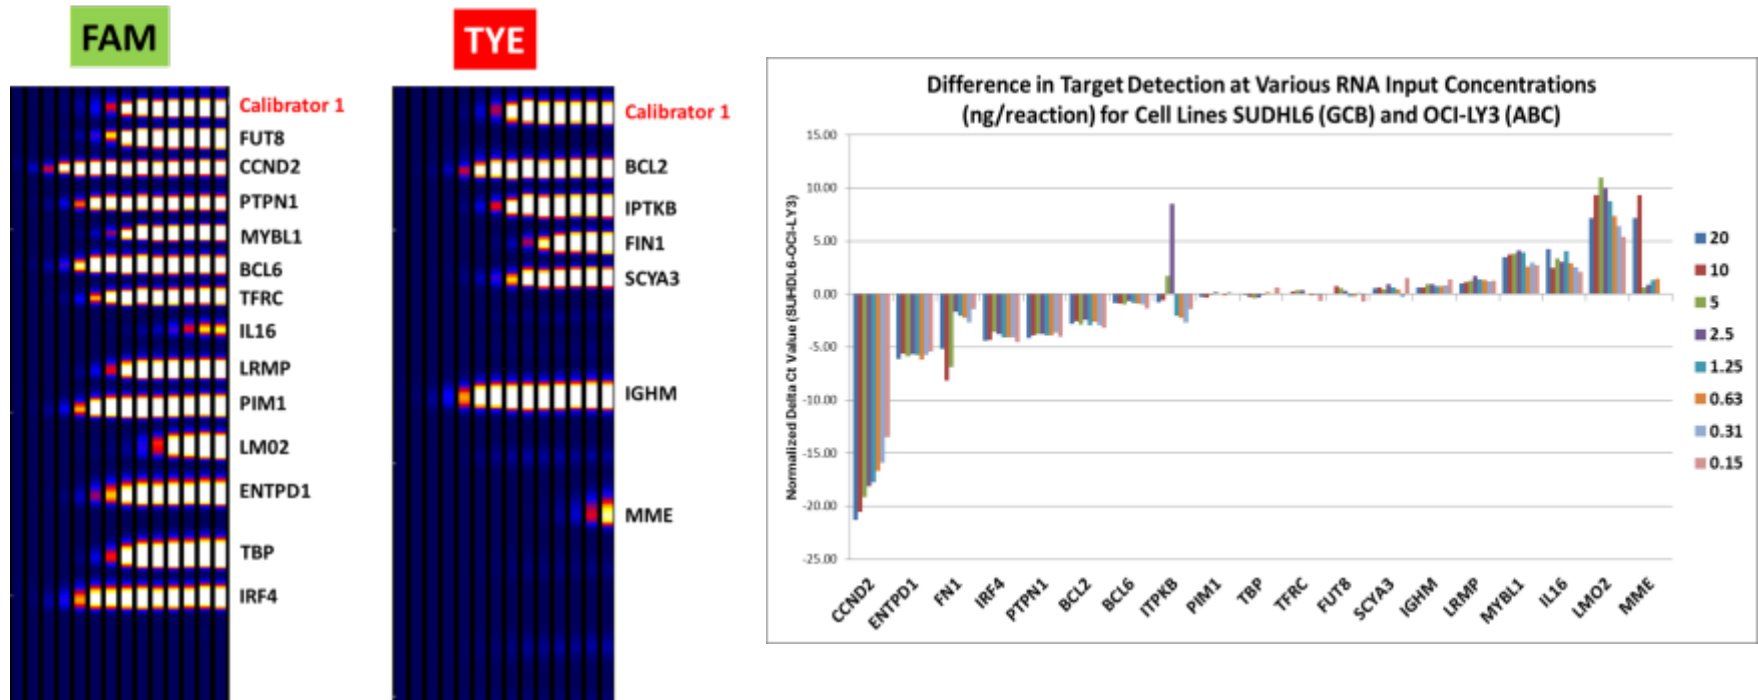 FAM
Calibrator 1
FUT8
CCND2
PTPN1
MYBL1
BCL6
TFRC
IL16
LRMP
PIM1
LM02
ENTPD1
TBP
IRF4
TYE
Calibrator 1
BCL2
IPTKB
FIN1
SCYA3
IGHM
MME
Difference in Target Detection at Various RNA Input Concentrations
(ng/reaction) for Cell Lines SUDHL6 (GCB) and OCI-LY3 (ABC)
Normalized Delta Ct Value (SUHDL6-OCI-LY3)
15.00
10.00
5.00
0.00
-5.00
-10.00
-15.00
-20.00
-25.00
CCND2
ENTPD1
FN1
IRF4
PTPN1
BCL2
BCL6
ITPKB
PIM1
TBP
TFRC
FUT8
SCYA3
IGHM
LRMP
MYBL1
IL16
LMO2
MME
20
10
5
2.5
1.25
0.63
0.31
0.15